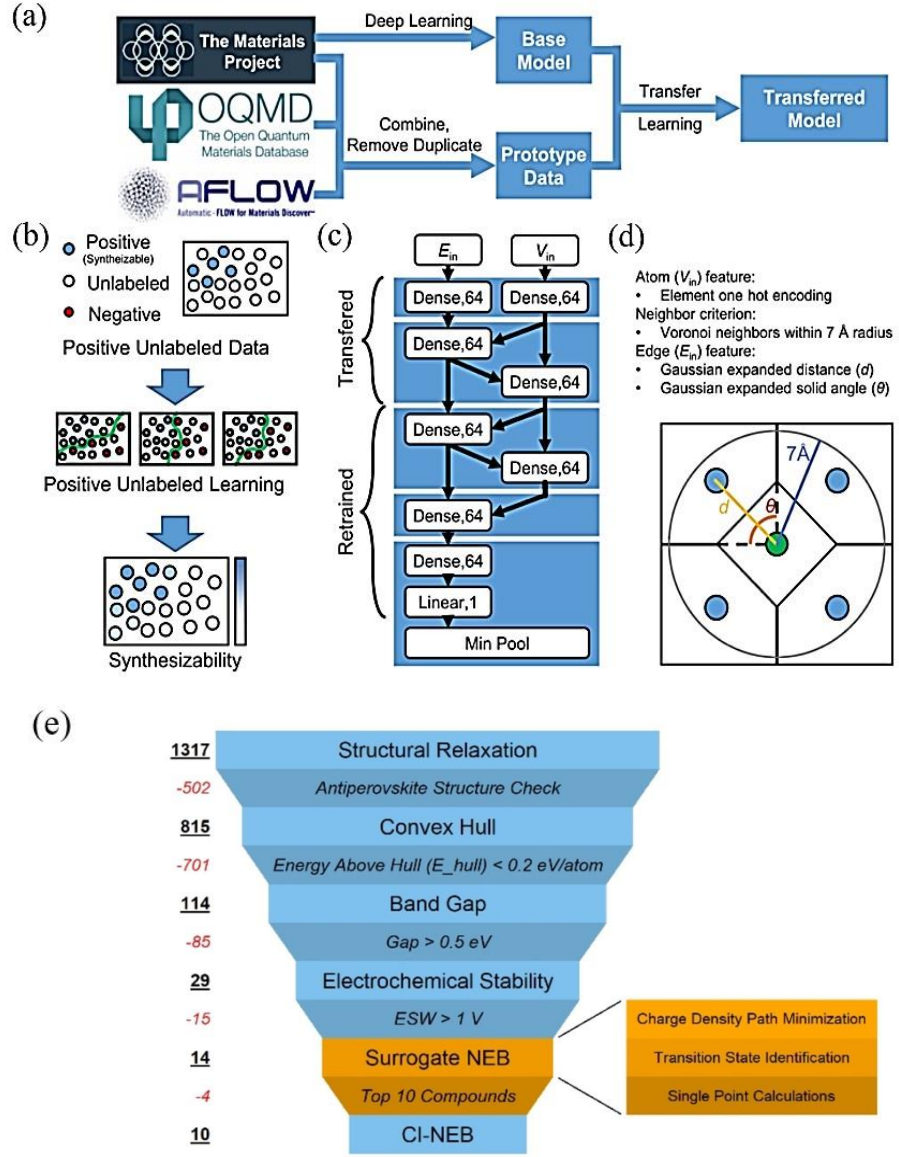 (a)
The Materials
Project
Deep Learning
Base
Model
OQMD
The Open Quantum
Materials Database
Combine,
Remove Duplicate
Prototype
Data
Transfer
Learning
Transferred
Model
AFLOW
Automatic - FLOW for Materials Discovery
(b)
Positive
(Syntheizable)
Unlabeled
Negative
Positive Unlabeled Data
Positive Unlabeled Learning
Synthesizability
(c)
Ein
Vin
Transferred
Retrained
Dense,64
Dense,64
Dense,64
Dense,64
Dense,64
Dense,64
Dense,64
Dense,64
Linear,1
Min Pool
(d)
Atom (Vin) feature:
• Element one hot encoding
Neighbor criterion:
• Voronoi neighbors within 7 Å radius
Edge (Ein) feature:
• Gaussian expanded distance (d)
• Gaussian expanded solid angle (θ)
7Å
d
θ
(e)
1317 Structural Relaxation
-502 Antiperovskite Structure Check
815 Convex Hull
-701 Energy Above Hull (E_hull) < 0.2 eV/atom
114 Band Gap
-85 Gap > 0.5 eV
29 Electrochemical Stability
-15 ESW > 1 V
Charge Density Path Minimization
14 Surrogate NEB
Transition State Identification
-4 Top 10 Compounds
Single Point Calculations
10 CI-NEB